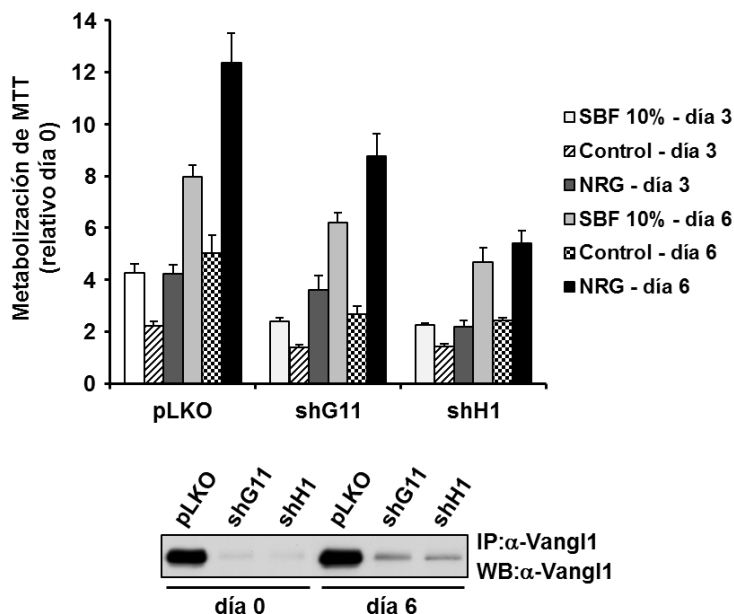 14
12
10
8
6
4
2
0
Metabolización de MTT
(relativo día 0)
pLKO
shG11
shH1
SBF 10% - día 3
Control - día 3
NRG - día 3
SBF 10% - día 6
Control - día 6
NRG - día 6
pLKO
shG11
shH1
pLKO
shG11
shH1
IP:α-Vangl1
WB:α-Vangl1
día 0
día 6